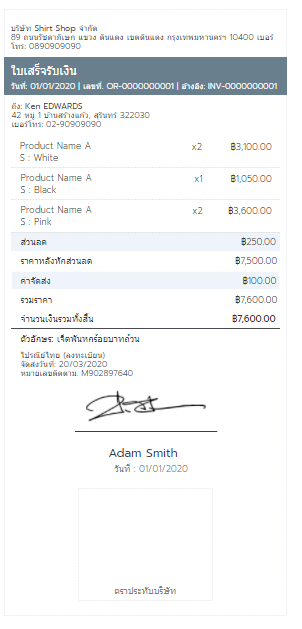 บริษัท Shirt Shop จำกัด
89 ถนนรัชดาภิเษก แขวง ดินแดง เขตดินแดง กรุงเทพมหานครฯ 10400 เบอร์
โทร: 0890909090
ใบเสร็จรับเงิน
วันที่: 01/01/2020 | เลขที่: OR-0000000001 | อ้างอิง: INV-0000000001
ถึง: Ken EDWARDS
42 หมู่ 1 บ้านสร้างแก้ว, สุรินทร์ 322030
เบอร์โทร: 02-90909090
Product Name A x2 ฿3,100.00
S : White
Product Name A x1 ฿1,050.00
S : Black
Product Name A x2 ฿3,600.00
S : Pink
ส่วนลด ฿250.00
ราคาหลังหักส่วนลด ฿7,500.00
ค่าจัดส่ง ฿100.00
รวมราคา ฿7,600.00
จำนวนเงินรวมทั้งสิ้น ฿7,600.00
ตัวอักษร: เจ็ดพันหกร้อยบาทถ้วน
ไปรณีย์ไทย (ลงทะเบียน)
จัดส่งวันที่: 20/03/2020
หมายเลขติดตาม: M902897640
Adam Smith
วันที่ : 01/01/2020
ตราประทับบริษัท